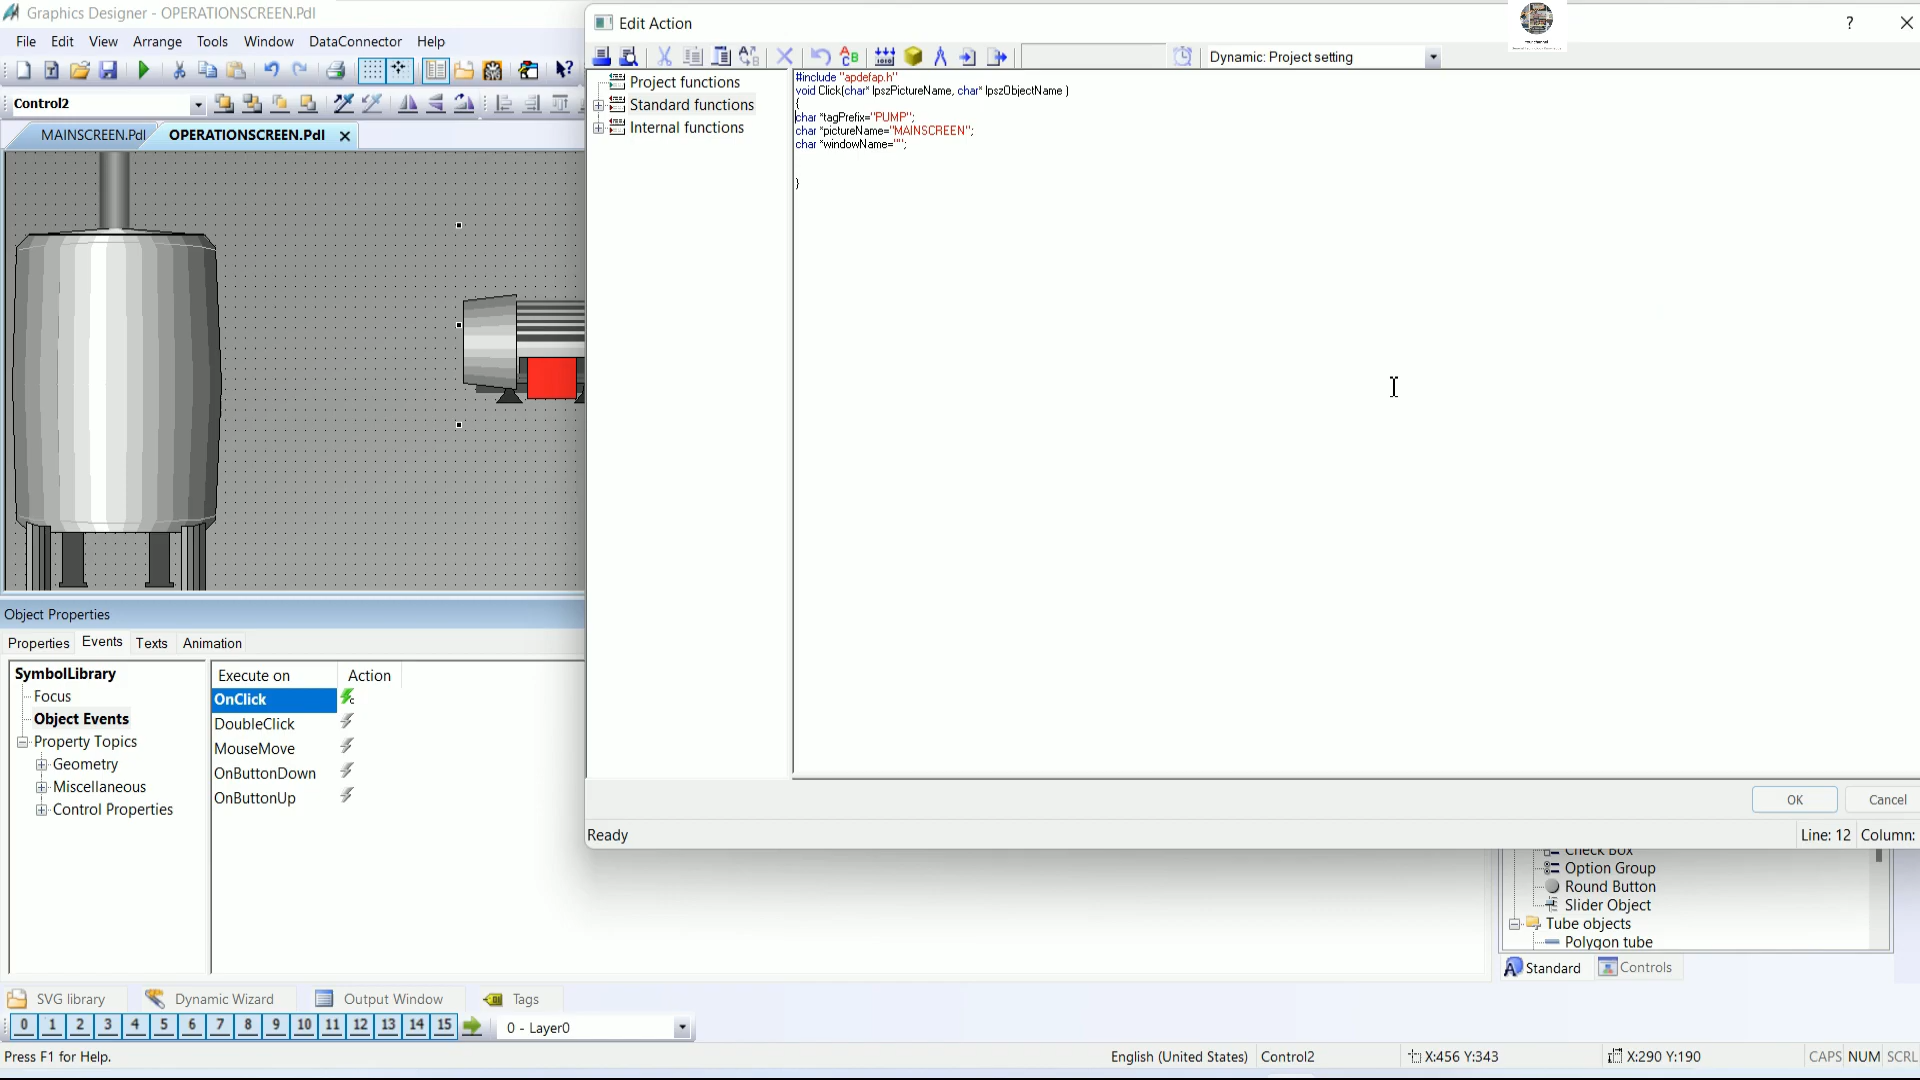 Graphics Designer - OPERATIONSCREEN.Pdl
File Edit View Arrange Tools Window DataConnector Help
Control2
MAINSCREEN.Pdl OPERATIONSCREEN.Pdl
Edit Action
Dynamic: Project setting
Project functions
Standard functions
Internal functions
#include "apdefap.h"
void Click(char* lpszPictureName, char* lpszObjectName )
{
char *tagPrefix="PUMP";
char *pictureName="MAINSCREEN";
char *windowName="";
}
OK Cancel
Ready
Line: 12 Column:
Object Properties
Properties Events Texts Animation
SymbolLibrary
Focus
Object Events
Property Topics
Geometry
Miscellaneous
Control Properties
Execute on Action
OnClick
DoubleClick
MouseMove
OnButtonDown
OnButtonUp
Check Box
Option Group
Round Button
Slider Object
Tube objects
Polygon tube
Standard Controls
SVG library Dynamic Wizard Output Window Tags
0 1 2 3 4 5 6 7 8 9 10 11 12 13 14 15 0 - Layer0
Press F1 for Help. English (United States) Control2 X:456 Y:343 X:290 Y:190 CAPS NUM SCRL